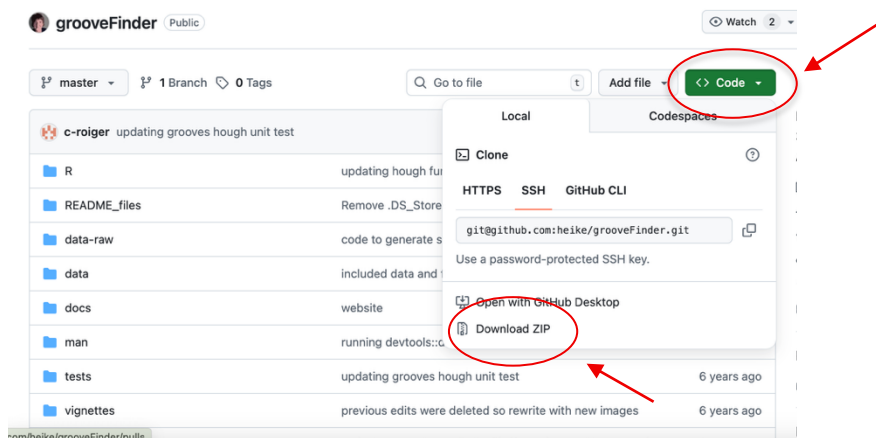 grooveFinder Public
Watch 2
master 1 Branch 0 Tags Go to file t Add file <> Code
Local Codespaces
c-roiger updating grooves hough unit test
Clone
R updating hough fu
HTTPS SSH GitHub CLI
README_files Remove .DS_Store
git@github.com:heike/grooveFinder.git
data-raw code to generate s
Use a password-protected SSH key.
data included data and
docs website
Open with GitHub Desktop
Download ZIP
man running devtools::d
tests updating grooves hough unit test 6 years ago
vignettes previous edits were deleted so rewrite with new images 6 years ago
com/heike/grooveFinder/pulls